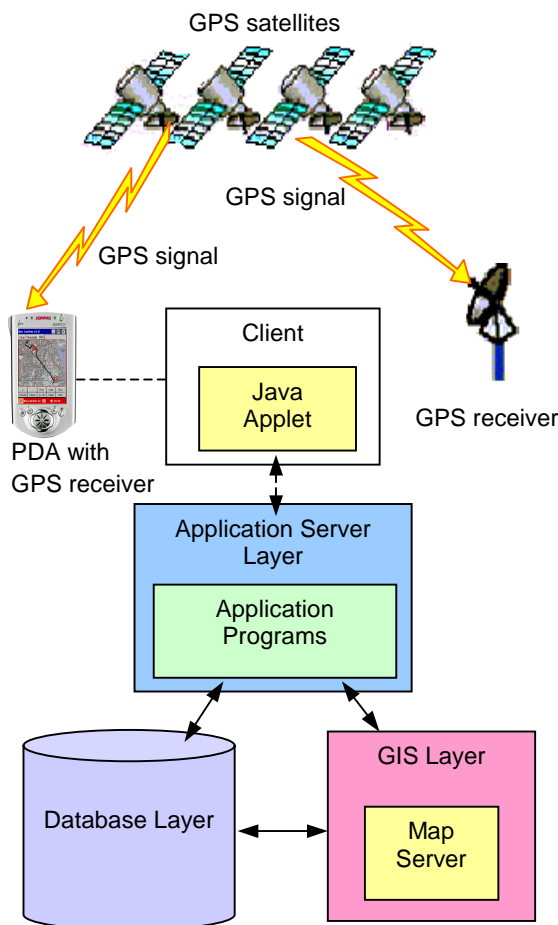 GPS satellites
GPS signal
GPS signal
Client
Java
Applet
GPS receiver
PDA with
GPS receiver
Application Server
Layer
Application
Programs
Database Layer
GIS Layer
Map
Server